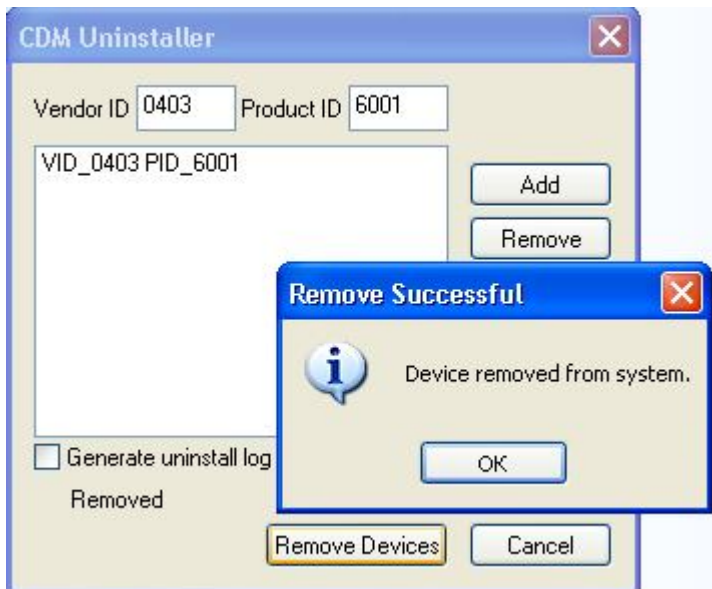 CDM Uninstaller
Vendor ID 0403 Product ID 6001
VID_0403 PID_6001
Add
Remove
Remove Successful
Device removed from system.
OK
Generate uninstall log
Removed
Remove Devices Cancel